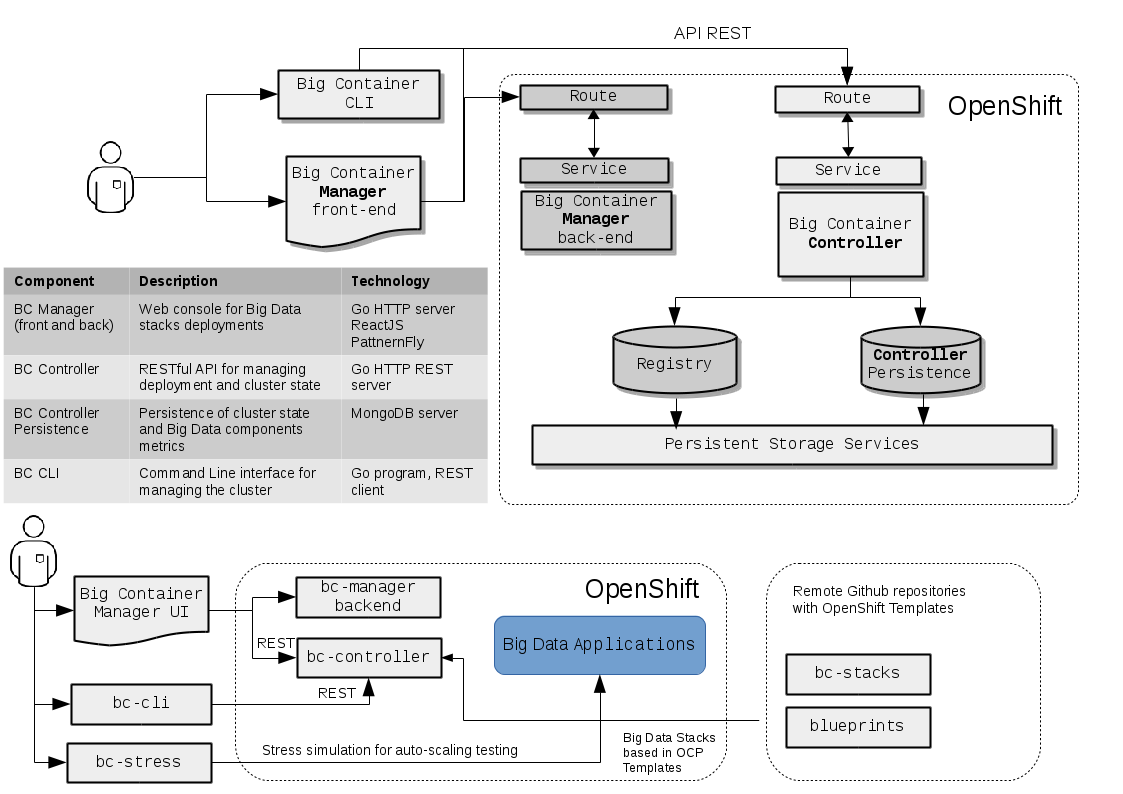 API REST
Big Container
CLI
Route
Route
OpenShift
Big Container
Manager
front-end
Service
Service
Big Container
Manager
back-end
Big Container
Controller
Registry
Controller
Persistence
Persistent Storage Services
Component Description Technology
BC Manager
(front and back)
Web console for Big Data
stacks deployments
Go HTTP server
ReactJS
PattnernFly
BC Controller
RESTful API for managing
deployment and cluster state
Go HTTP REST
server
BC Controller
Persistence
Persistence of cluster state
and Big Data components
metrics
MongoDB server
BC CLI
Command Line interface for
managing the cluster
Go program, REST
client
Big Container
Manager UI
bc-manager
backend
OpenShift
REST
bc-controller
Big Data Applications
REST
bc-cli
bc-stress
Stress simulation for auto-scaling testing
Big Data Stacks
based in OCP
Templates
Remote Github repositories
with OpenShift Templates
bc-stacks
blueprints